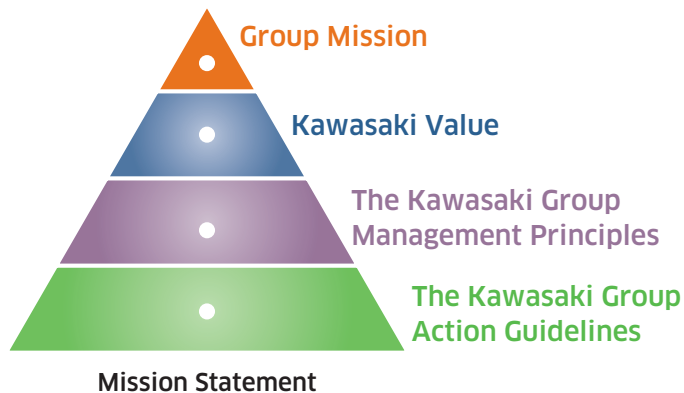 Group Mission
Kawasaki Value
The Kawasaki Group
Management Principles
The Kawasaki Group
Action Guidelines
Mission Statement